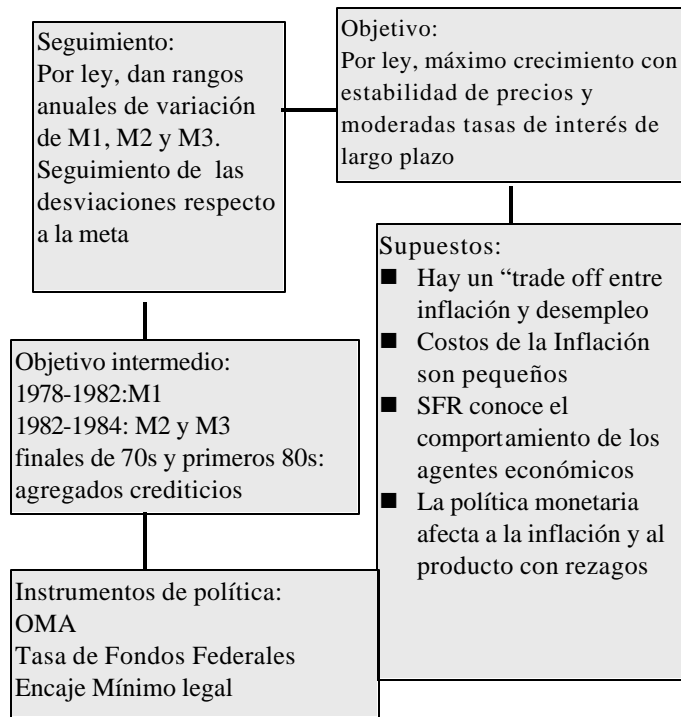 Seguimiento:
Por ley, dan rangos
anuales de variación
de M1, M2 y M3.
Seguimiento de las
desviaciones respecto
a la meta
Objetivo:
Por ley, máximo crecimiento con
estabilidad de precios y
moderadas tasas de interés de
largo plazo
Supuestos:
■ Hay un “trade off entre
inflación y desempleo
■ Costos de la Inflación
son pequeños
■ SFR conoce el
comportamiento de los
agentes económicos
■ La política monetaria
afecta a la inflación y al
producto con rezagos
Objetivo intermedio:
1978-1982:M1
1982-1984: M2 y M3
finales de 70s y primeros 80s:
agregados crediticios
Instrumentos de política:
OMA
Tasa de Fondos Federales
Encaje Mínimo legal